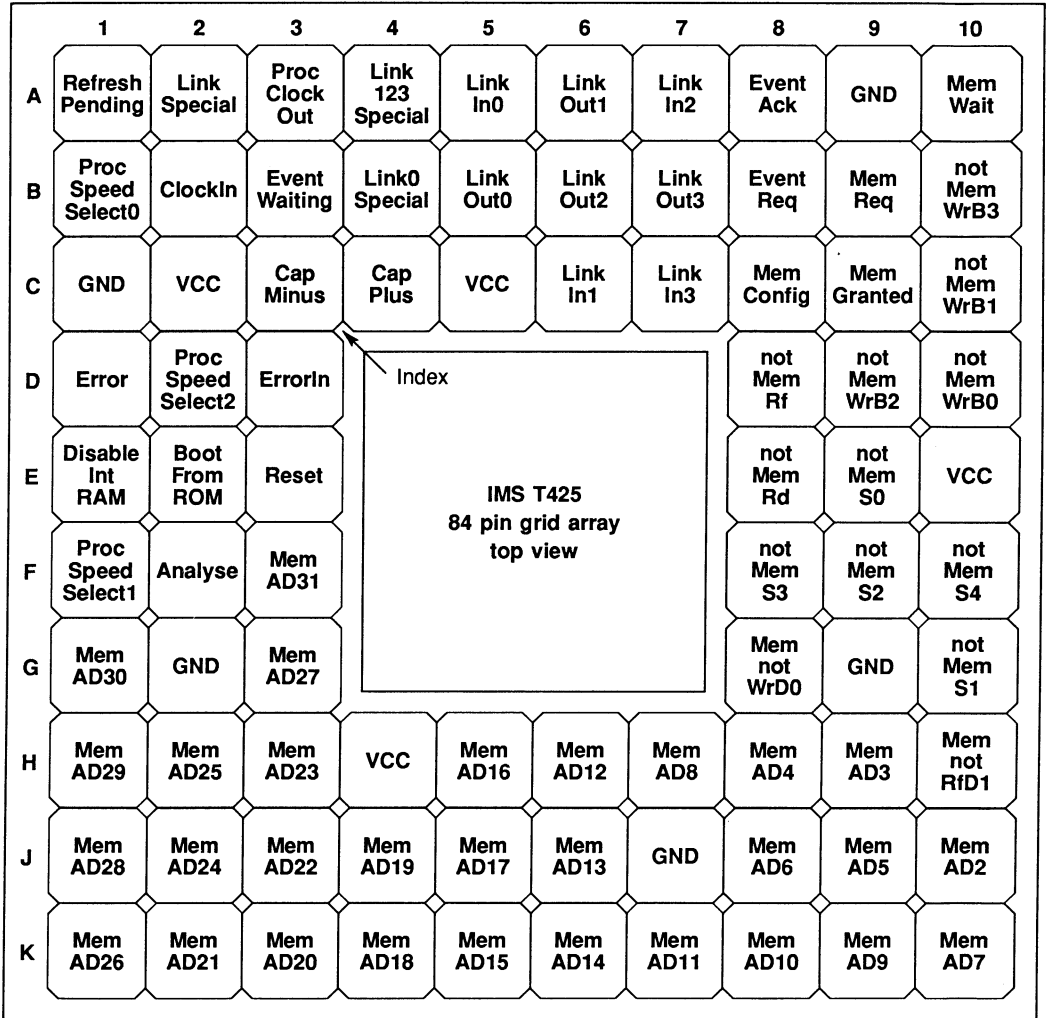 1 2 3 4 5 6 7 8 9 10
A
Refresh Pending
Link Special
Proc Clock Out
Link 123 Special
Link In0
Link Out1
Link In2
Event Ack
GND
Mem Wait
B
Proc Speed Select0
ClockIn
Event Waiting
Link0 Special
Link Out0
Link Out2
Link Out3
Event Req
Mem Req
not Mem WrB3
C
GND
VCC
Cap Minus
Cap Plus
VCC
Link In1
Link In3
Mem Config
Mem Granted
not Mem WrB1
D
Error
Proc Speed Select2
ErrorIn
Index
not Mem Rf
not Mem WrB2
not Mem WrB0
E
Disable Int RAM
Boot From ROM
Reset
IMS T425
84 pin grid array
top view
not Mem Rd
not Mem S0
VCC
F
Proc Speed Select1
Analyse
Mem AD31
not Mem S3
not Mem S2
not Mem S4
G
Mem AD30
GND
Mem AD27
Mem not WrD0
GND
not Mem S1
H
Mem AD29
Mem AD25
Mem AD23
VCC
Mem AD16
Mem AD12
Mem AD8
Mem AD4
Mem AD3
Mem not RfD1
J
Mem AD28
Mem AD24
Mem AD22
Mem AD19
Mem AD17
Mem AD13
GND
Mem AD6
Mem AD5
Mem AD2
K
Mem AD26
Mem AD21
Mem AD20
Mem AD18
Mem AD15
Mem AD14
Mem AD11
Mem AD10
Mem AD9
Mem AD7